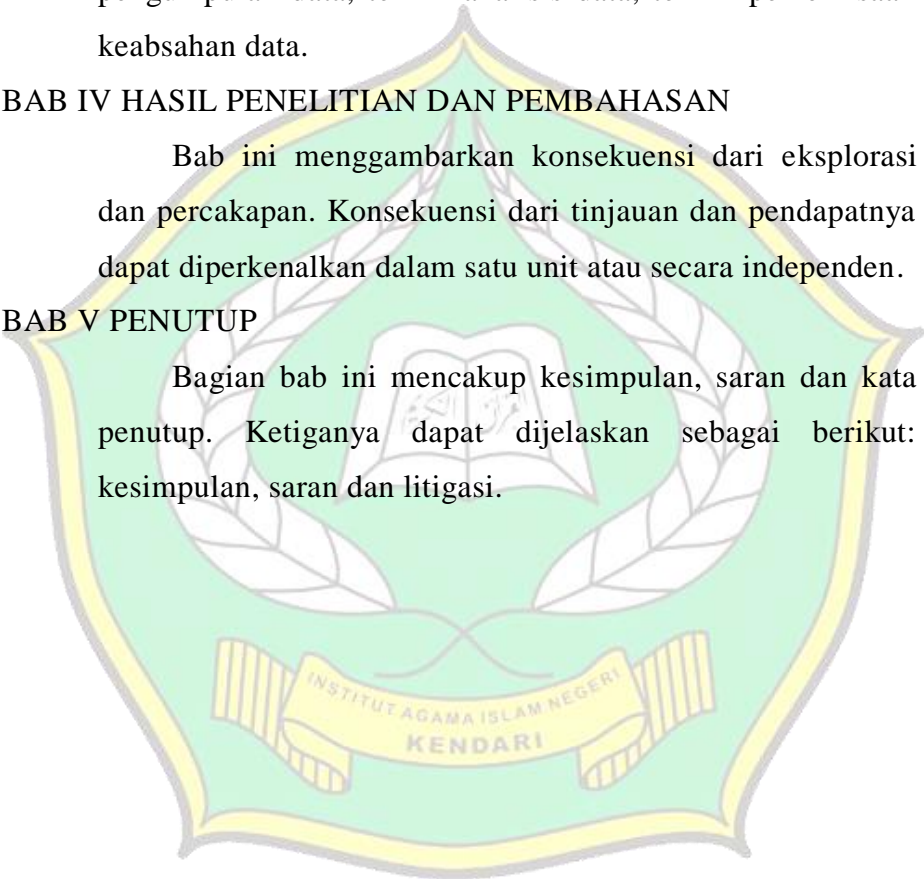 keabsahan data.
BAB IV HASIL PENELITIAN DAN PEMBAHASAN
Bab ini menggambarkan konsekuensi dari eksplorasi
dan percakapan. Konsekuensi dari tinjauan dan pendapatnya
dapat diperkenalkan dalam satu unit atau secara independen.
BAB V PENUTUP
Bagian bab ini mencakup kesimpulan, saran dan kata
penutup. Ketiganya dapat dijelaskan sebagai berikut:
kesimpulan, saran dan litigasi.
INSTITUT AGAMA ISLAM NEGERI
KENDARI